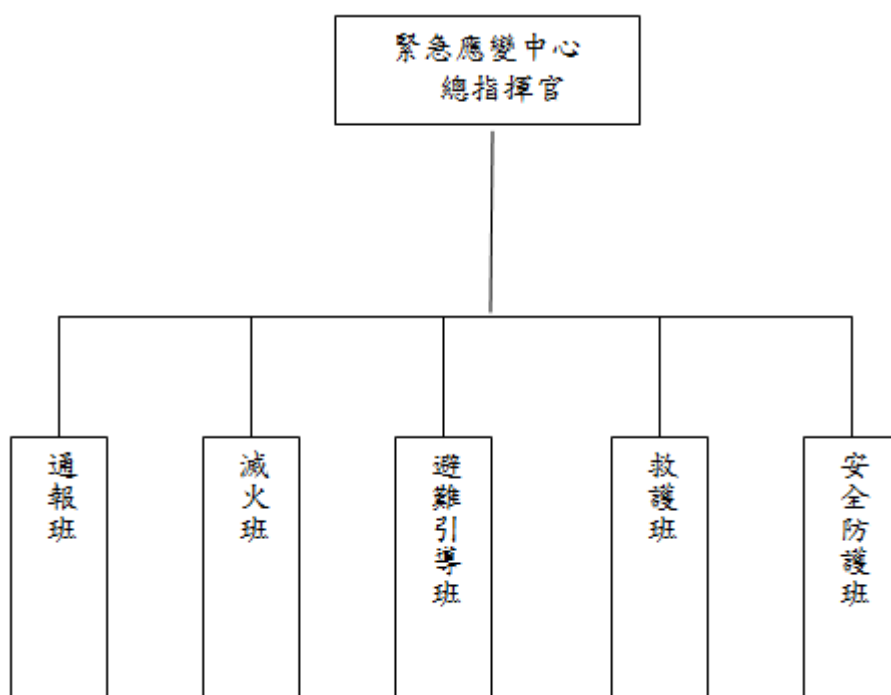 緊急應變中心
總指揮官
通報班
滅火班
避難引導班
救護班
安全防護班